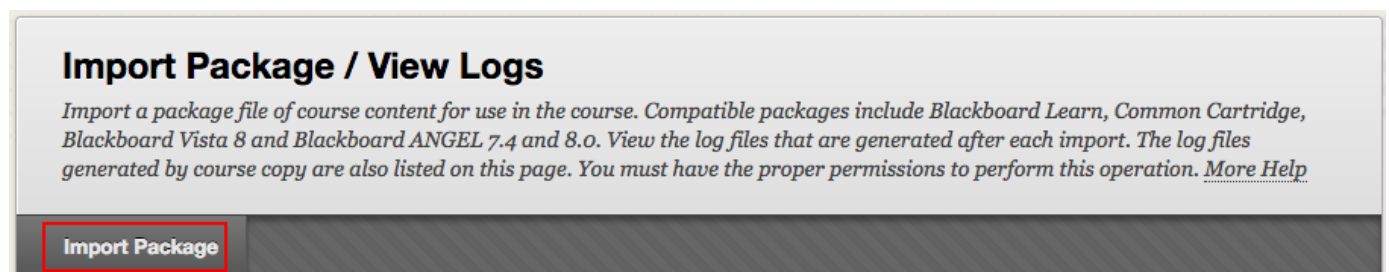 Import Package / View Logs
Import a package file of course content for use in the course. Compatible packages include Blackboard Learn, Common Cartridge,
Blackboard Vista 8 and Blackboard ANGEL 7.4 and 8.0. View the log files that are generated after each import. The log files
generated by course copy are also listed on this page. You must have the proper permissions to perform this operation. More Help
Import Package